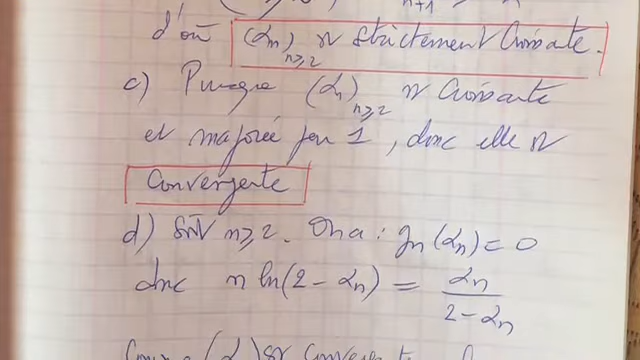 n+1
d'où (αn)n≥2 est strictement Croissante.
c) Puisque (αn)n≥2 est Croissante
et majorée par 1, donc elle est
Convergente
d) Soit n≥2. On a : gn(αn) = 0
donc n ln(2 - αn) = αn / (2 - αn)